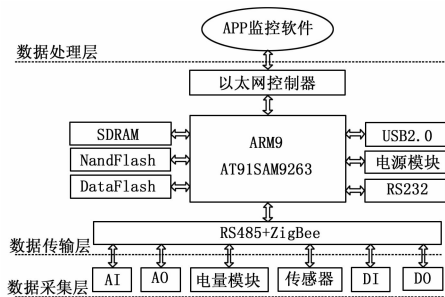 APP监控软件
数据处理层
以太网控制器
SDRAM
NandFlash
DataFlash
ARM9
AT91SAM9263
USB2.0
电源模块
RS232
RS485+ZigBee
数据传输层
AI
AO
电量模块
传感器
DI
DO
数据采集层